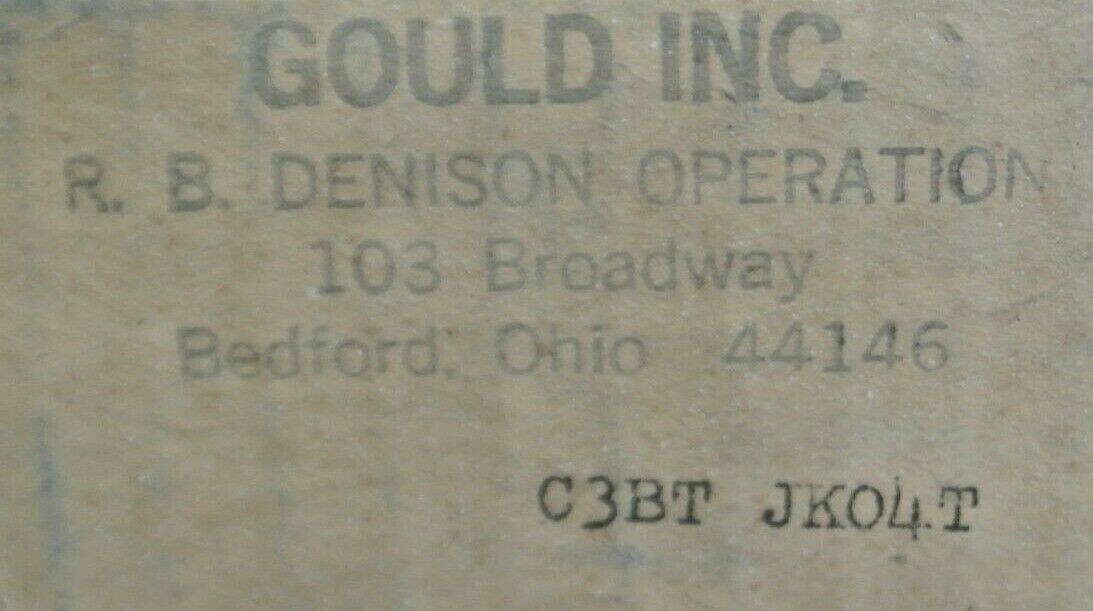 GOULD INC.
R. B. DENISON OPERATION
103 Broadway
Bedford, Ohio 44146
C3BT JK04T